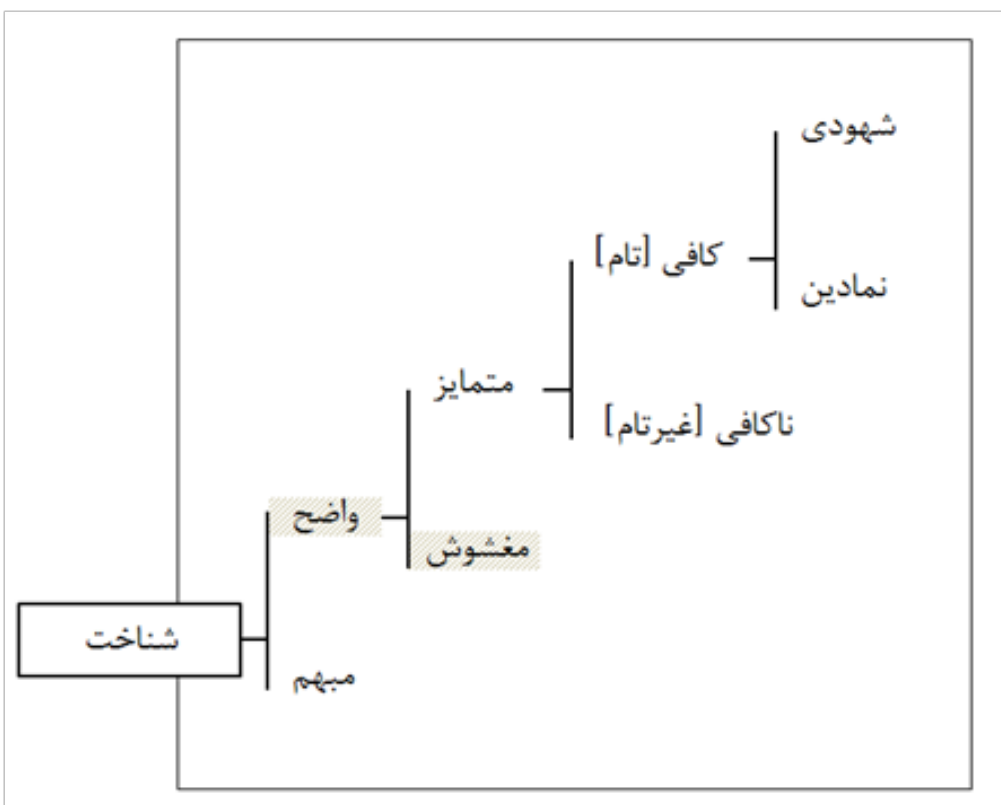 شهودی
کافی [تام]
نمادین
متمایز
ناکافی [غیرتام]
واضح
مغشوش
شناخت
مبهم